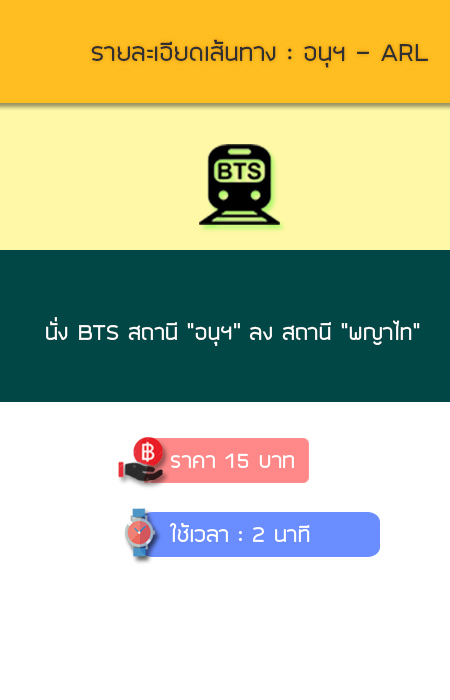 รายละเอียดเส้นทาง : อนุฯ - ARL
BTS
นั่ง BTS สถานี "อนุฯ" ลง สถานี "พญาไท"
฿
ราคา 15 บาท
ใช้เวลา : 2 นาที